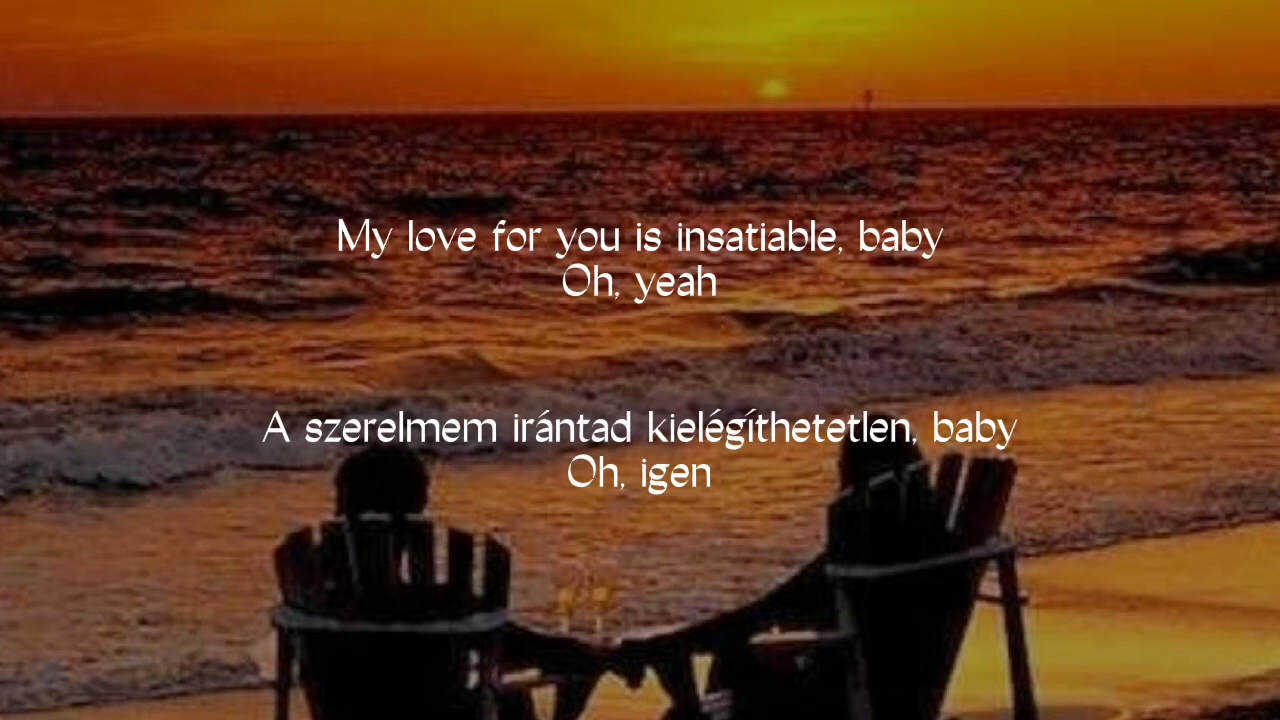 My love for you is insatiable, baby
Oh, yeah
A szerelmem irántad kielégíthetetlen, baby
Oh, igen